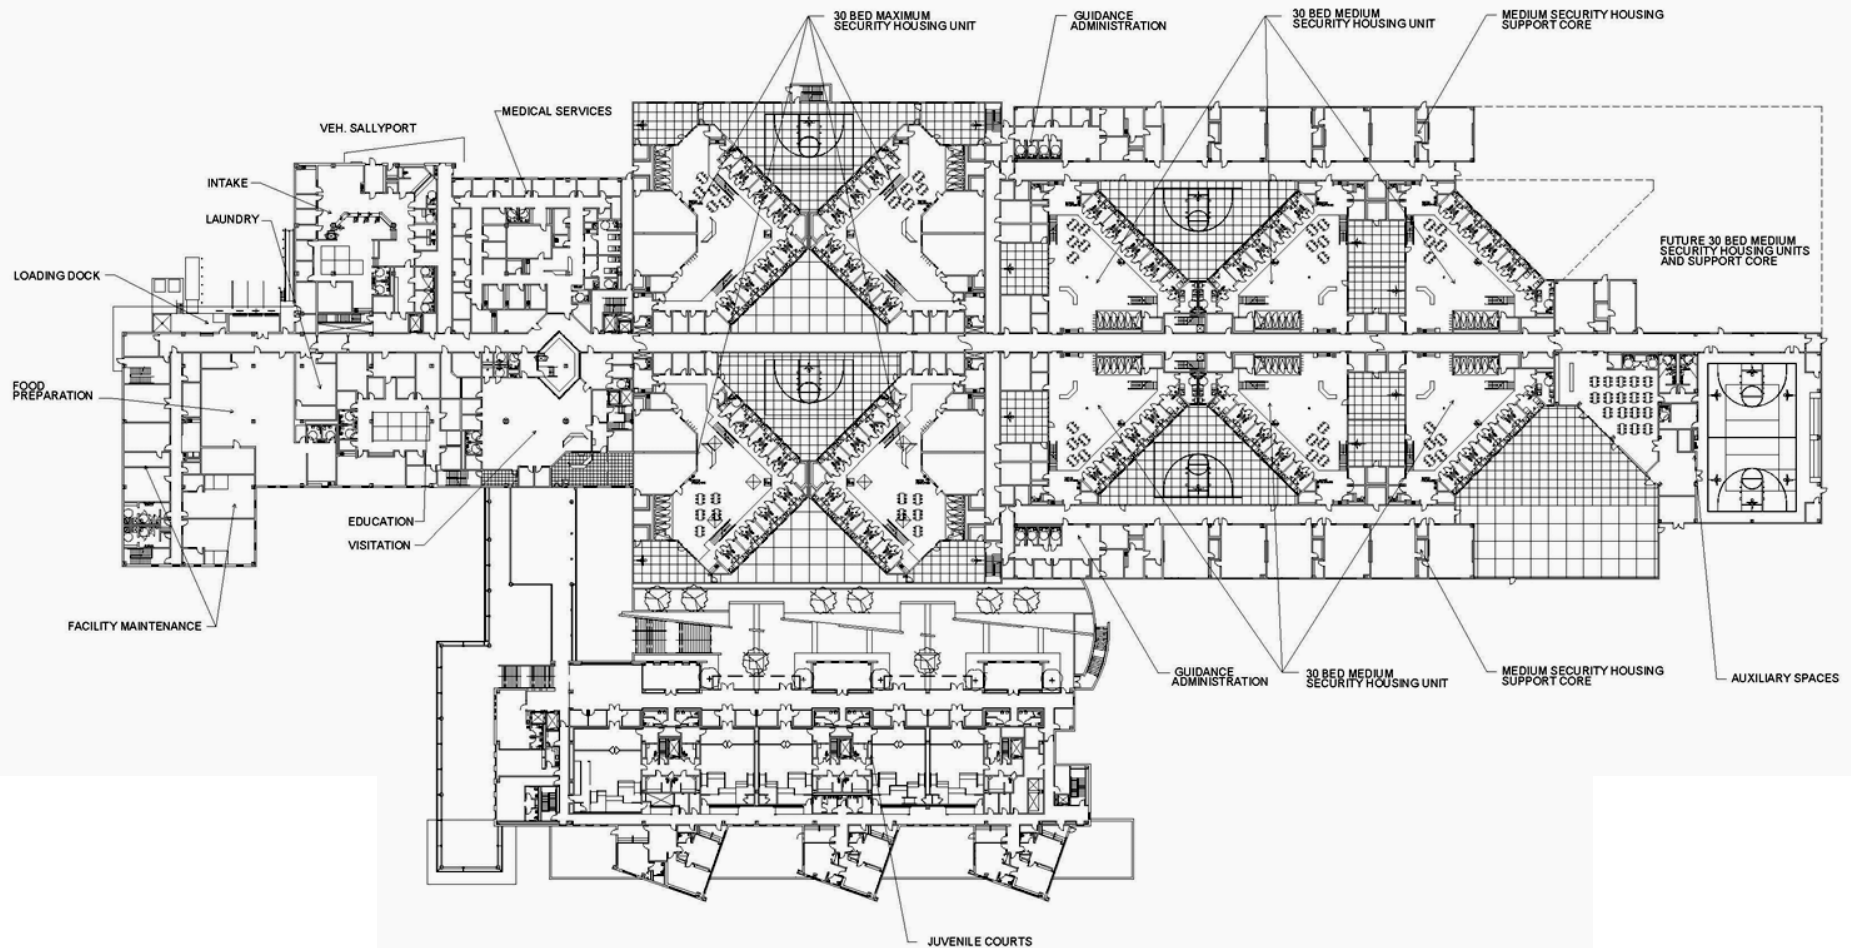 30 BED MAXIMUM
SECURITY HOUSING UNIT
GUIDANCE
ADMINISTRATION
30 BED MEDIUM
SECURITY HOUSING UNIT
MEDIUM SECURITY HOUSING
SUPPORT CORE
MEDICAL SERVICES
VEH. SALLYPORT
INTAKE
LAUNDRY
LOADING DOCK
FUTURE 30 BED MEDIUM
SECURITY HOUSING UNITS
AND SUPPORT CORE
FOOD
PREPARATION
EDUCATION
VISITATION
FACILITY MAINTENANCE
GUIDANCE
ADMINISTRATION
30 BED MEDIUM
SECURITY HOUSING UNIT
MEDIUM SECURITY HOUSING
SUPPORT CORE
AUXILIARY SPACES
JUVENILE COURTS